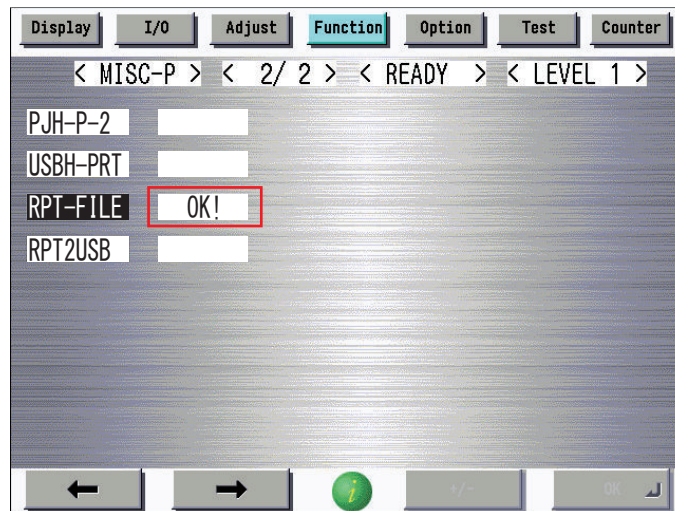 Display I/O Adjust Function Option Test Counter
< MISC-P > < 2/ 2 > < READY > < LEVEL 1 >
PJH-P-2
USBH-PRT
RPT-FILE OK!
RPT2USB
+/- OK